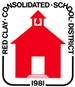 RED CLAY · CONSOLIDATED · SCHOOL · DISTRICT
1981